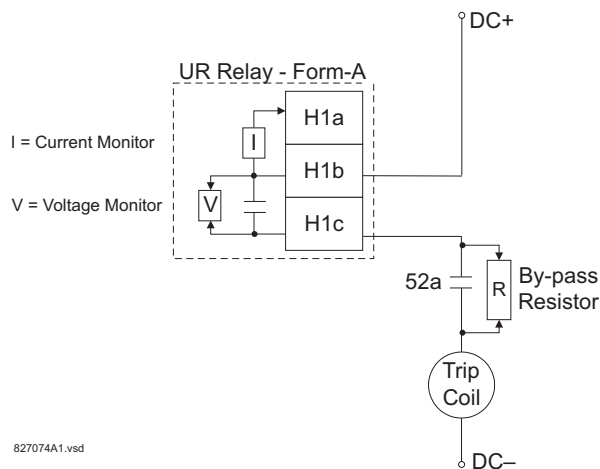 DC+
UR Relay - Form-A
H1a
I = Current Monitor
I
H1b
V = Voltage Monitor
V
H1c
52a
R
By-pass
Resistor
Trip
Coil
827074A1.vsd
DC–